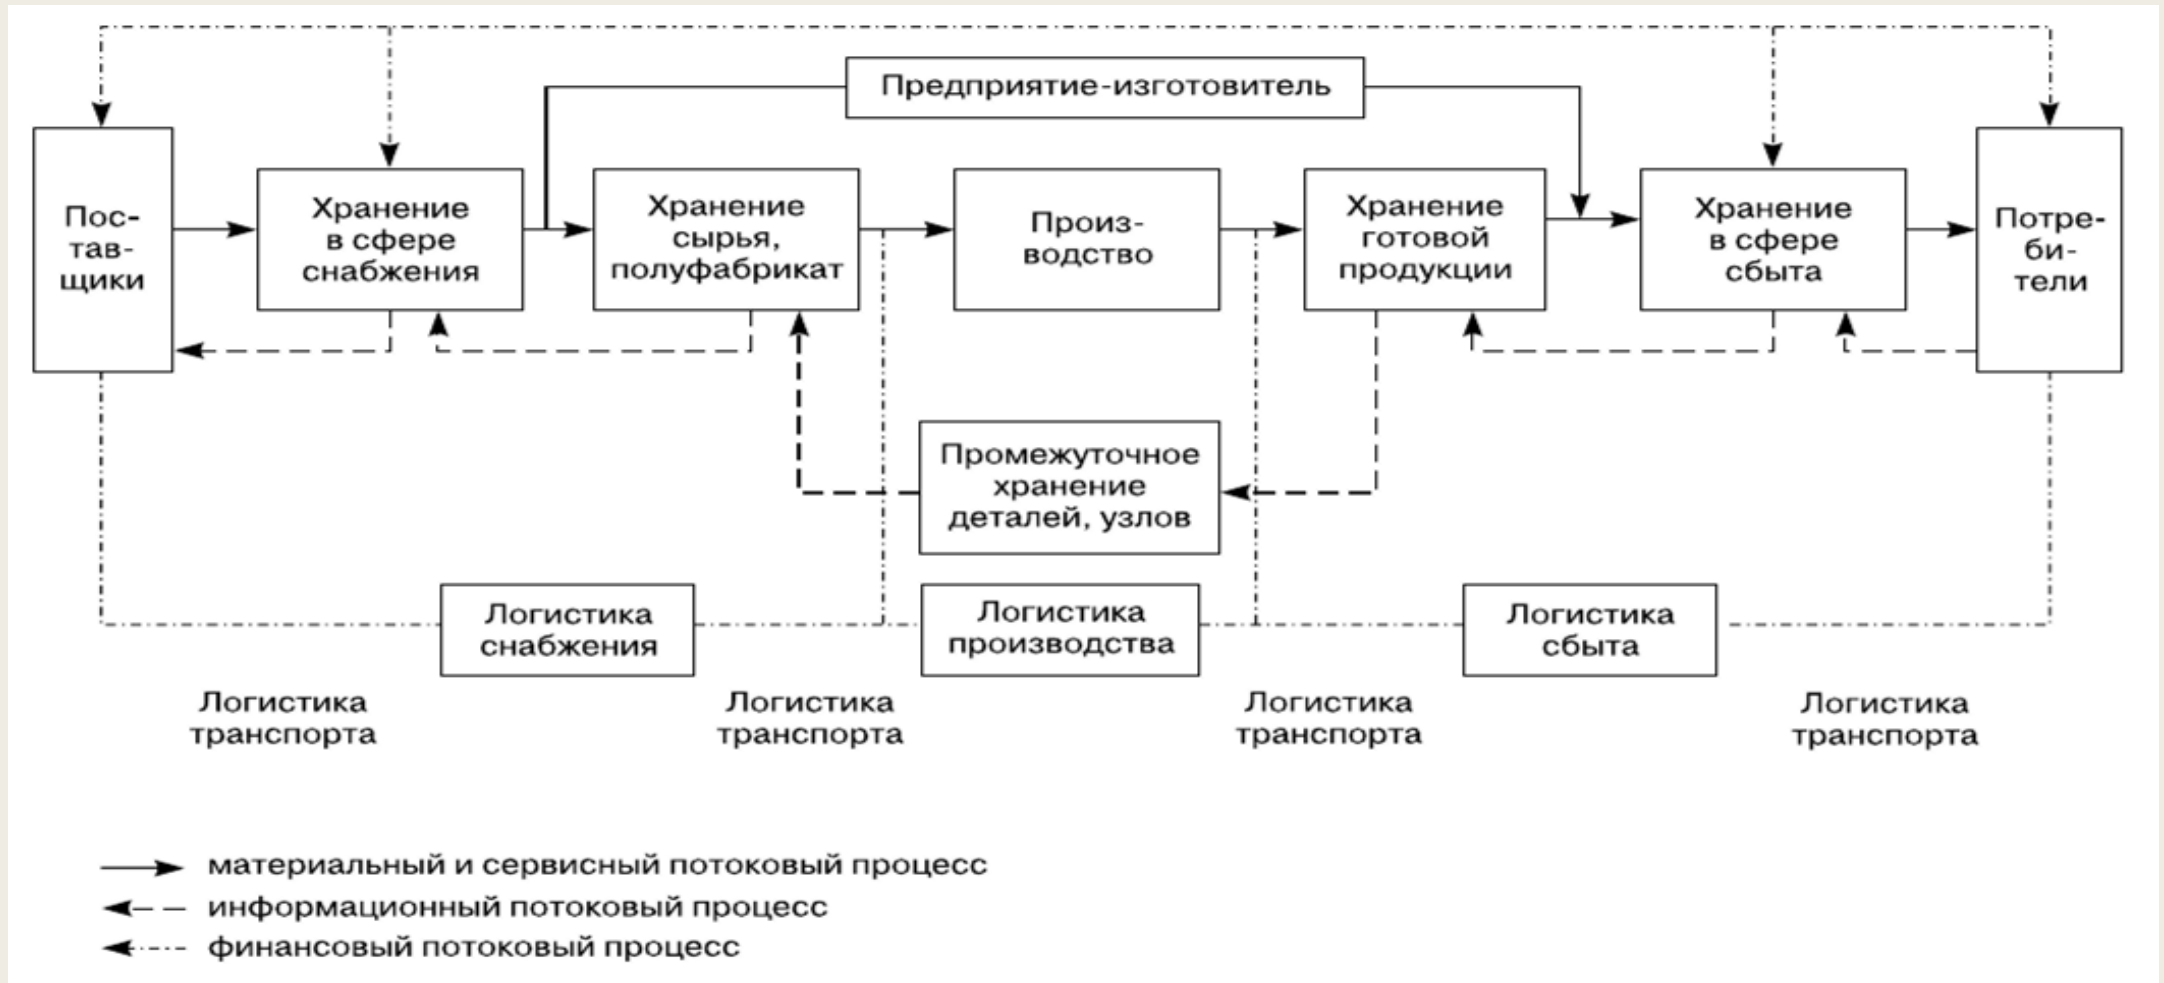 Предприятие-изготовитель
Пос-
тав-
щики
Хранение
в сфере
снабжения
Хранение
сырья,
полуфабрикат
Произ-
водство
Хранение
готовой
продукции
Хранение
в сфере
сбыта
Потре-
би-
тели
Промежуточное
хранение
деталей, узлов
Логистика
снабжения
Логистика
производства
Логистика
сбыта
Логистика
транспорта
Логистика
транспорта
Логистика
транспорта
Логистика
транспорта
материальный и сервисный потоковый процесс
информационный потоковый процесс
финансовый потоковый процесс